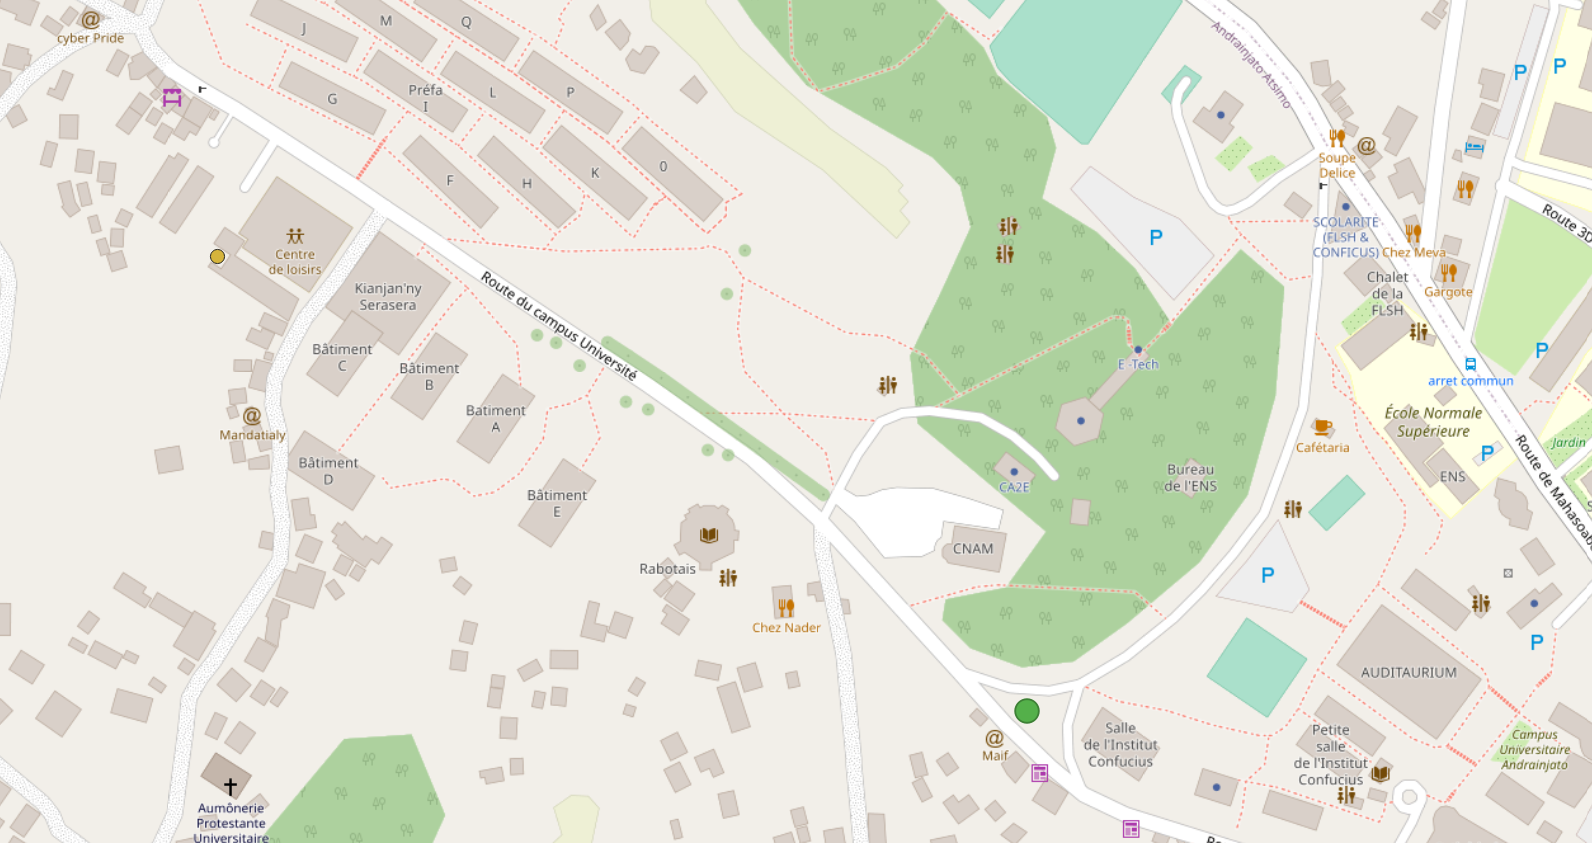 cyber Pride
J
M
Q
G
Préfa
I
L
P
F
H
K
0
Andrainjato Atsimo
P
P
Soupe
Delice
SCOLARITE
(FLSH &
CONFICUS)
Chez Meva
Route 3D
Gargote
Chalet
de la
FLSH
P
P
arret commun
Centre
de loisirs
Kianjan'ny
Serasera
Route du campus Université
Bâtiment
C
Bâtiment
B
Batiment
A
Mandatialy
Bâtiment
D
Bâtiment
E
E -Tech
CA2E
Bureau
de l'ENS
CNAM
École Normale
Supérieure
Cafétaria
P
ENS
Jardin
Route de Mahasoab
Rabotais
Chez Nader
P
P
AUDITAURIUM
Maif
Salle
de l'Institut
Confucius
Petite
salle
de l'Institut
Confucius
Campus
Universitaire
Andrainjato
Aumônerie
Protestante
Universitaire